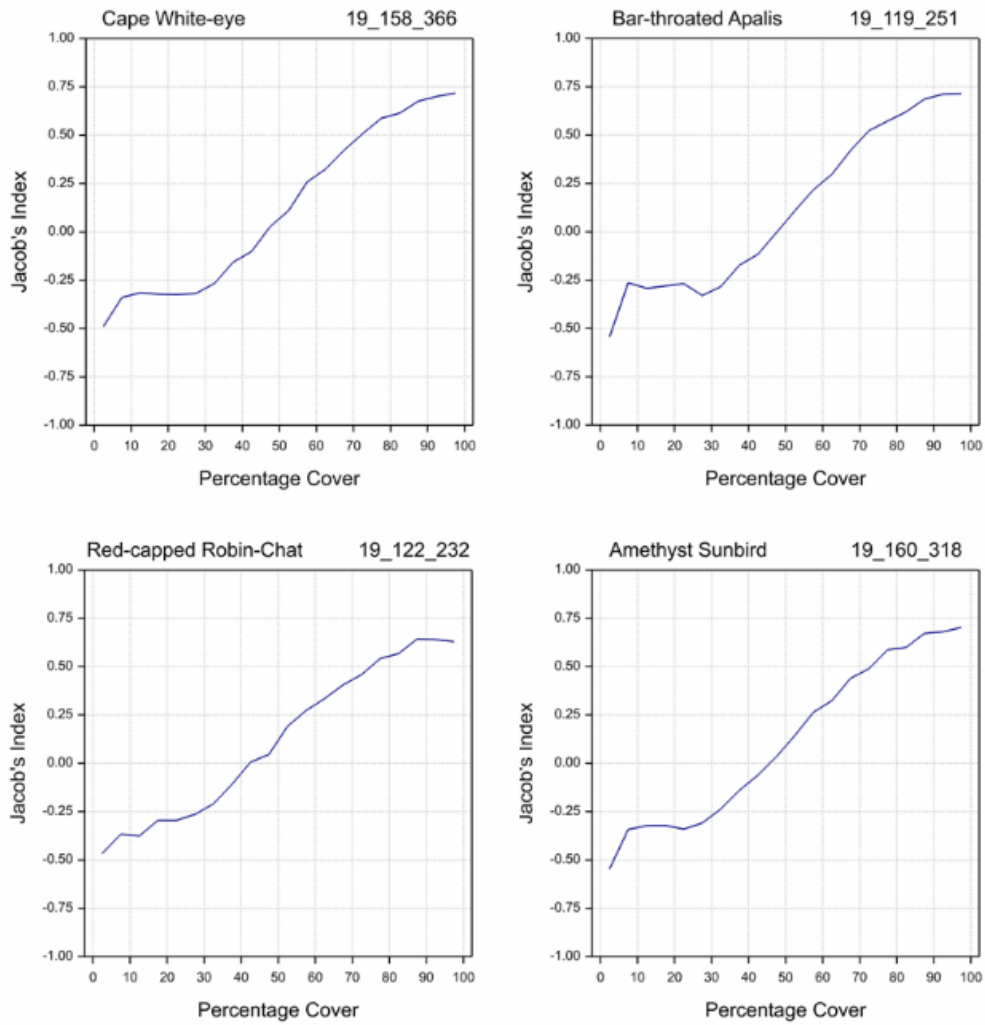 Cape White-eye 19_158_366
1.00
0.75
0.50
0.25
0.00
-0.25
-0.50
-0.75
-1.00
Jacob's Index
0 10 20 30 40 50 60 70 80 90 100
Percentage Cover
Bar-throated Apalis 19_119_251
1.00
0.75
0.50
0.25
0.00
-0.25
-0.50
-0.75
-1.00
Jacob's Index
0 10 20 30 40 50 60 70 80 90 100
Percentage Cover
Red-capped Robin-Chat 19_122_232
1.00
0.75
0.50
0.25
0.00
-0.25
-0.50
-0.75
-1.00
Jacob's Index
0 10 20 30 40 50 60 70 80 90 100
Percentage Cover
Amethyst Sunbird 19_160_318
1.00
0.75
0.50
0.25
0.00
-0.25
-0.50
-0.75
-1.00
Jacob's Index
0 10 20 30 40 50 60 70 80 90 100
Percentage Cover